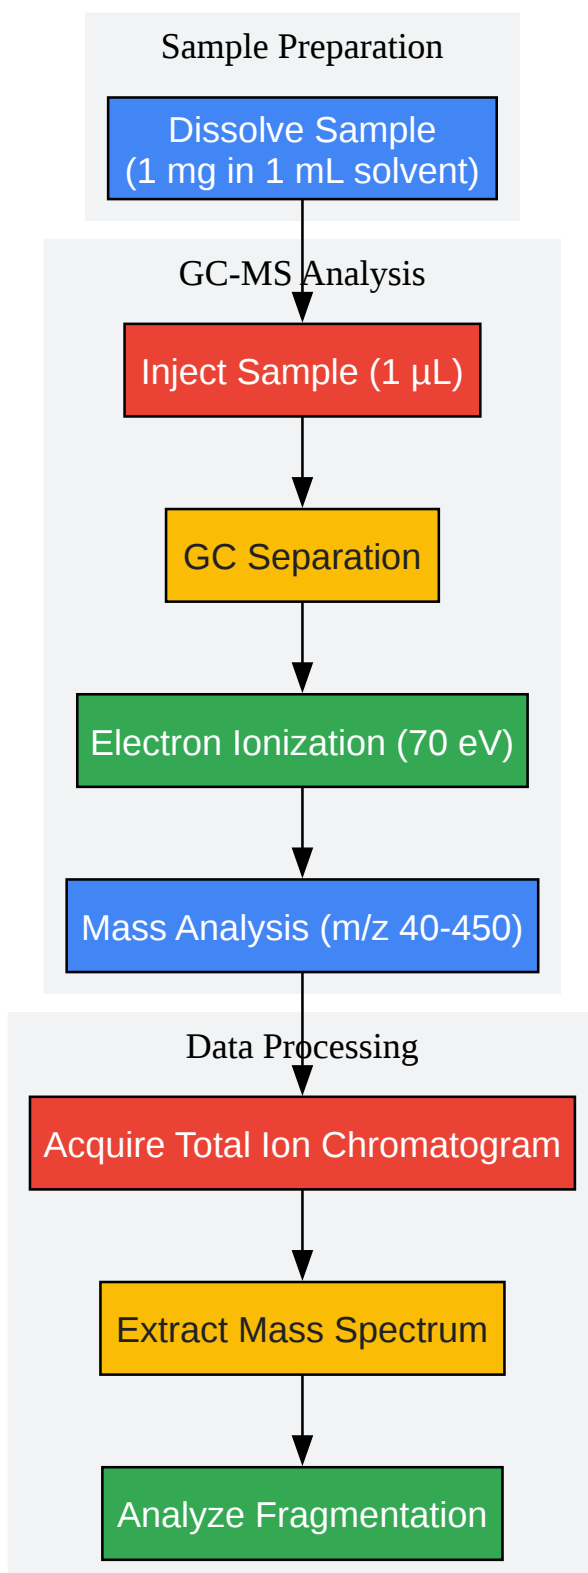 Sample Preparation
Dissolve Sample
(1 mg in 1 mL solvent)
GC-MS Analysis
Inject Sample (1 µL)
GC Separation
Electron Ionization (70 eV)
Mass Analysis (m/z 40-450)
Data Processing
Acquire Total Ion Chromatogram
Extract Mass Spectrum
Analyze Fragmentation